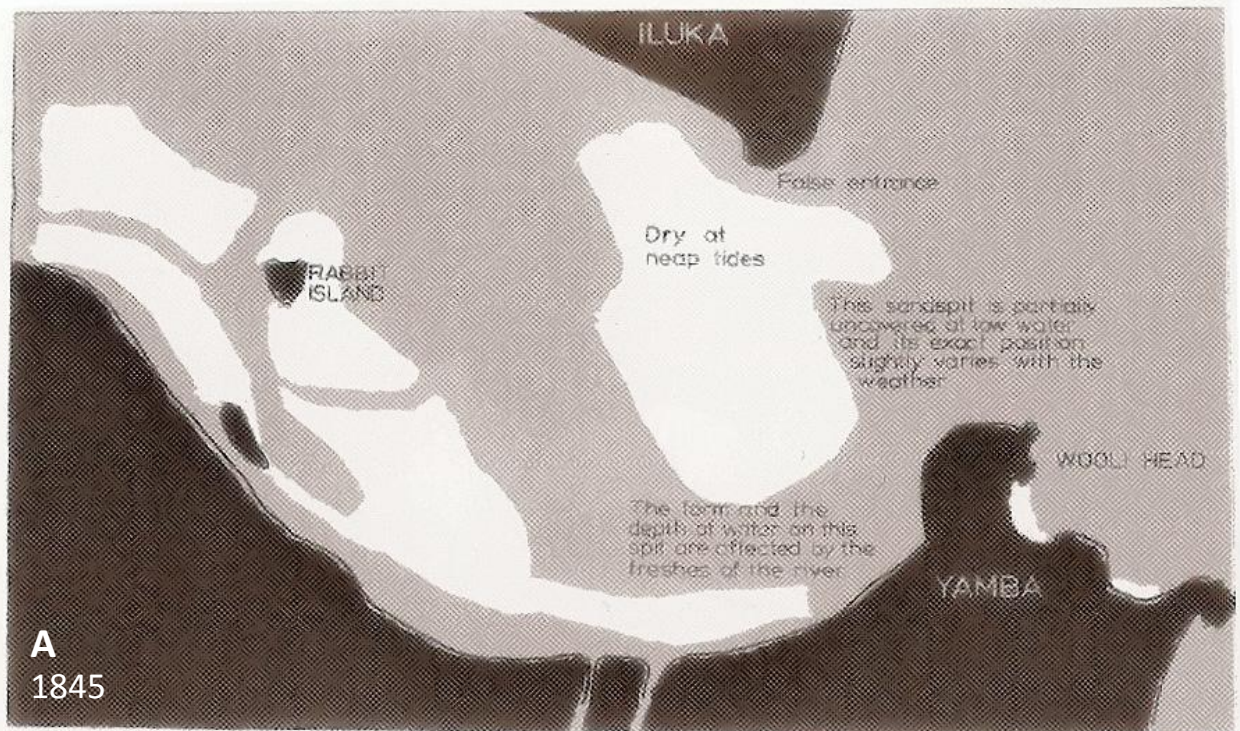 ILUKA
False entrance
Dry at
neap tides
RABBIT
ISLAND
This sandspit is partially
uncovered at low water
and its exact position
slightly varies with the
weather
WOOLI HEAD
The form and the
depth of water on this
spit are affected by the
freshes of the river
YAMBA
A
1845